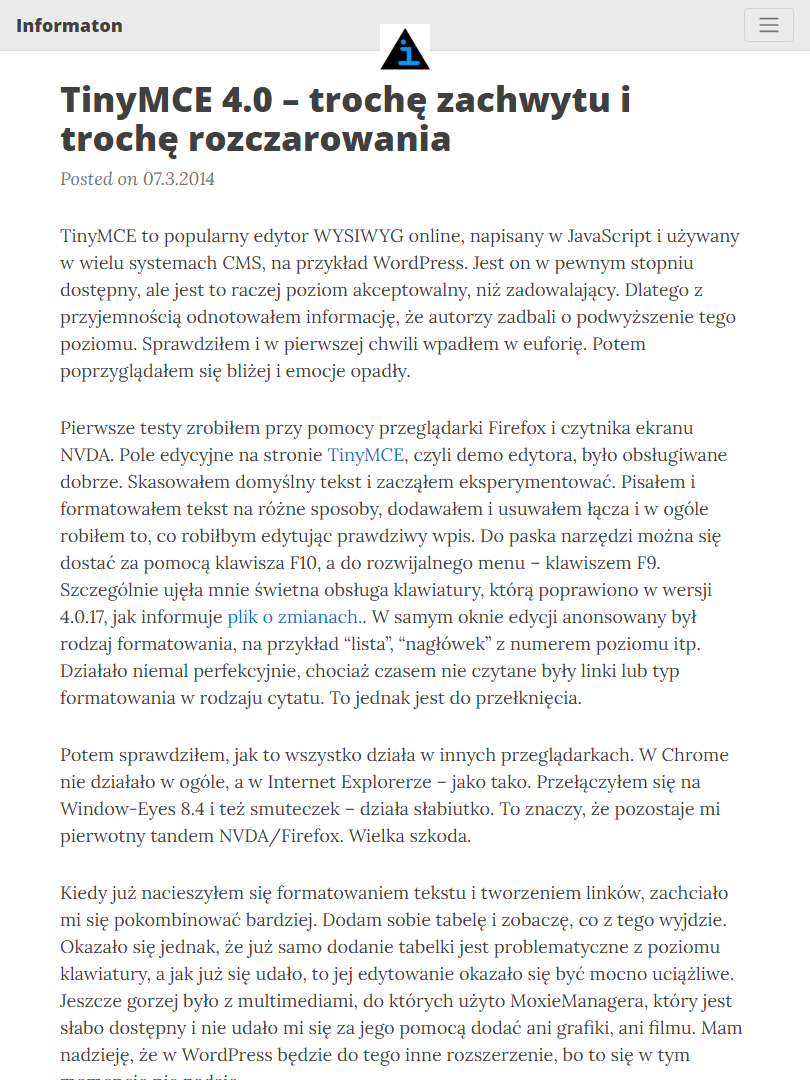 Informaton
i
TinyMCE 4.0 – trochę zachwytu i
trochę rozczarowania
Posted on 07.3.2014
TinyMCE to popularny edytor WYSIWYG online, napisany w JavaScript i używany
w wielu systemach CMS, na przykład WordPress. Jest on w pewnym stopniu
dostępny, ale jest to raczej poziom akceptowalny, niż zadowalający. Dlatego z
przyjemnością odnotowałem informację, że autorzy zadbali o podwyższenie tego
poziomu. Sprawdziłem i w pierwszej chwili wpadłem w euforię. Potem
poprzyglądałem się bliżej i emocje opadły.
Pierwsze testy zrobiłem przy pomocy przeglądarki Firefox i czytnika ekranu
NVDA. Pole edycyjne na stronie TinyMCE, czyli demo edytora, było obsługiwane
dobrze. Skasowałem domyślny tekst i zacząłem eksperymentować. Pisałem i
formatowałem tekst na różne sposoby, dodawałem i usuwałem łącza i w ogóle
robiłem to, co robiłbym edytując prawdziwy wpis. Do paska narzędzi można się
dostać za pomocą klawisza F10, a do rozwijalnego menu – klawiszem F9.
Szczególnie ujęła mnie świetna obsługa klawiatury, którą poprawiono w wersji
4.0.17, jak informuje plik o zmianach.. W samym oknie edycji anonsowany był
rodzaj formatowania, na przykład “lista”, “nagłówek” z numerem poziomu itp.
Działało niemal perfekcyjnie, chociaż czasem nie czytane były linki lub typ
formatowania w rodzaju cytatu. To jednak jest do przełknięcia.
Potem sprawdziłem, jak to wszystko działa w innych przeglądarkach. W Chrome
nie działało w ogóle, a w Internet Explorerze – jako tako. Przełączyłem się na
Window-Eyes 8.4 i też smuteczek – działa słabiutko. To znaczy, że pozostaje mi
pierwotny tandem NVDA/Firefox. Wielka szkoda.
Kiedy już nacieszyłem się formatowaniem tekstu i tworzeniem linków, zachciało
mi się pokombinować bardziej. Dodam sobie tabelę i zobaczę, co z tego wyjdzie.
Okazało się jednak, że już samo dodanie tabelki jest problematyczne z poziomu
klawiatury, a jak już się udało, to jej edytowanie okazało się być mocno uciążliwe.
Jeszcze gorzej było z multimediami, do których użyto MoxieManagera, który jest
słabo dostępny i nie udało mi się za jego pomocą dodać ani grafiki, ani filmu. Mam
nadzieję, że w WordPress będzie do tego inne rozszerzenie, bo to się w tym